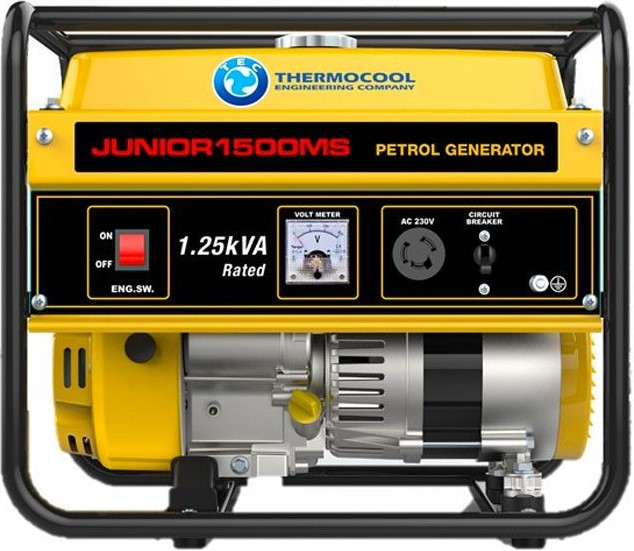 TEC
THERMOCOOL
ENGINEERING COMPANY
JUNIOR1500MS PETROL GENERATOR
ON
OFF
ENG.SW.
1.25kVA
Rated
VOLT METER
V
AC 230V
CIRCUIT
BREAKER